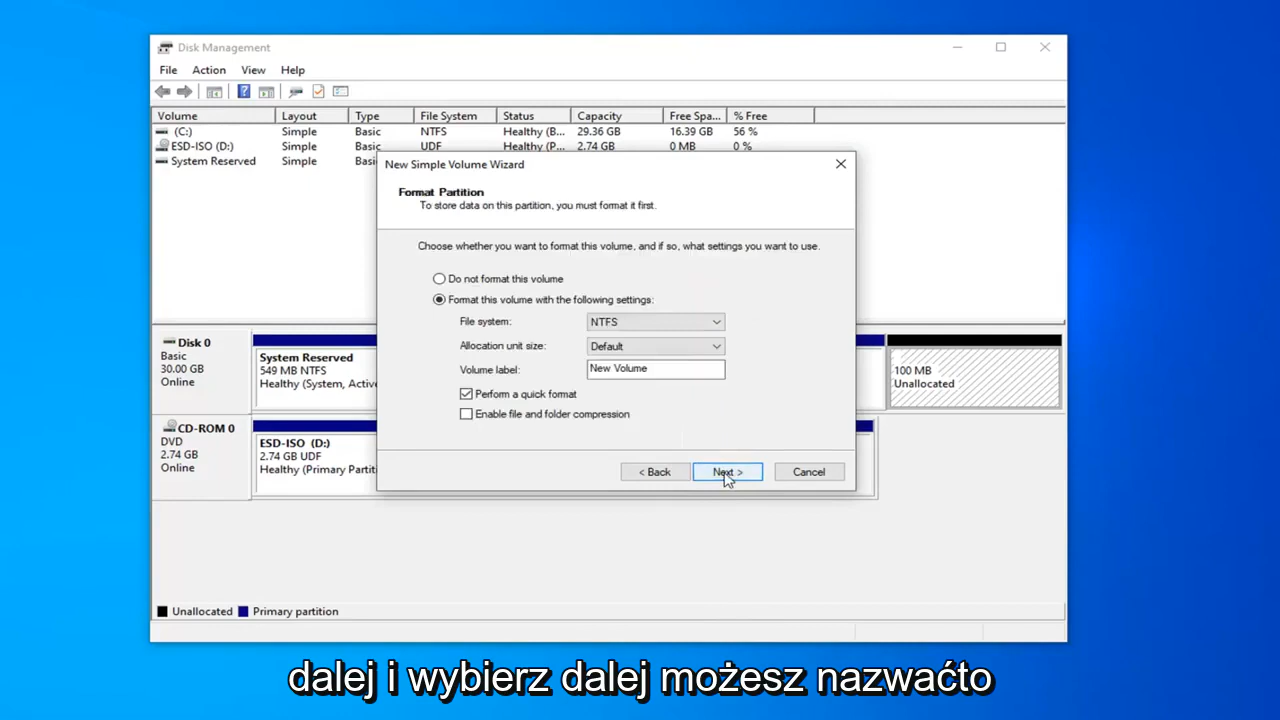 Disk Management
File Action View Help
Volume Layout Type File System Status Capacity Free Spa... % Free
(C:) Simple Basic NTFS Healthy (B... 29.36 GB 16.39 GB 56 %
ESD-ISO (D:) Simple Basic UDF Healthy (P... 2.74 GB 0 MB 0 %
System Reserved Simple Basic
New Simple Volume Wizard
Format Partition
To store data on this partition, you must format it first.
Choose whether you want to format this volume, and if so, what settings you want to use.
Do not format this volume
Format this volume with the following settings:
File system: NTFS
Allocation unit size: Default
Volume label: New Volume
Perform a quick format
Enable file and folder compression
< Back Next > Cancel
Disk 0
Basic
30.00 GB
Online
System Reserved
549 MB NTFS
Healthy (System, Active
100 MB
Unallocated
CD-ROM 0
DVD
2.74 GB
Online
ESD-ISO (D:)
2.74 GB UDF
Healthy (Primary Partiti
Unallocated Primary partition
dalej i wybierz dalej możesz nazwaćto